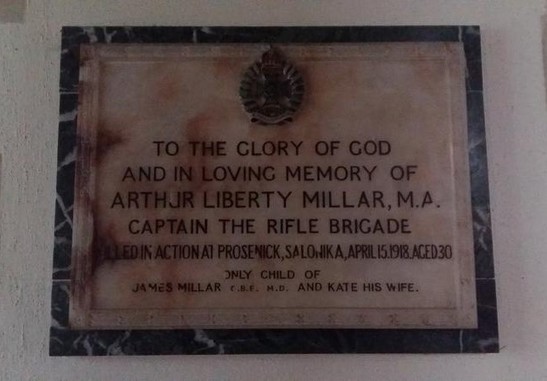 TO THE GLORY OF GOD
AND IN LOVING MEMORY OF
ARTHUR LIBERTY MILLAR, M.A.
CAPTAIN THE RIFLE BRIGADE
LLED IN ACTION AT PROSENICK, SALONIKA, APRIL 15.1918. AGED 30
ONLY CHILD OF
JAMES MILLAR C.B.E. M.D. AND KATE HIS WIFE.